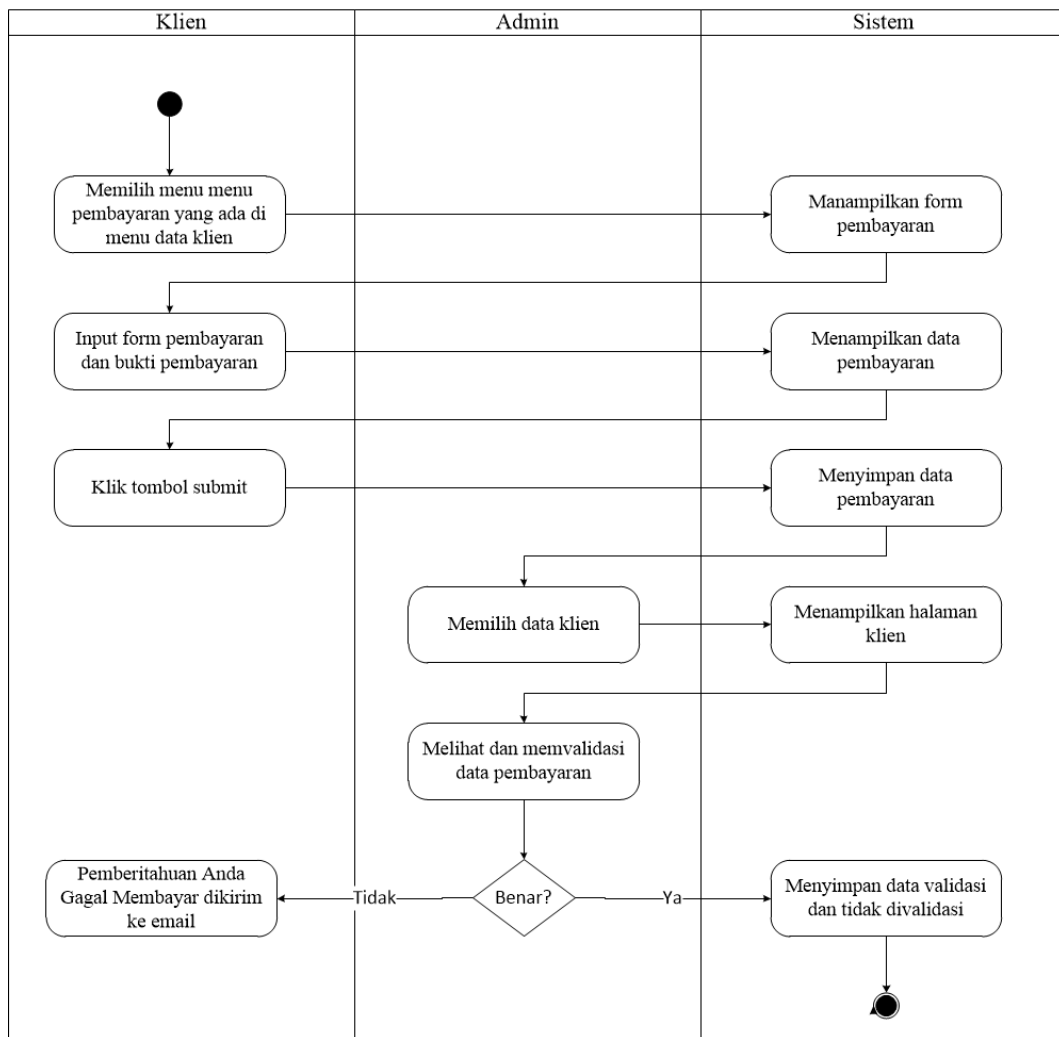 Klien
Admin
Sistem
Memilih menu menu
pembayaran yang ada di
menu data klien
Manampilkan form
pembayaran
Input form pembayaran
dan bukti pembayaran
Menampilkan data
pembayaran
Klik tombol submit
Menyimpan data
pembayaran
Memilih data klien
Menampilkan halaman
klien
Melihat dan memvalidasi
data pembayaran
Pemberitahuan Anda
Gagal Membayar dikirim
ke email
Tidak
Benar?
Ya
Menyimpan data validasi
dan tidak divalidasi